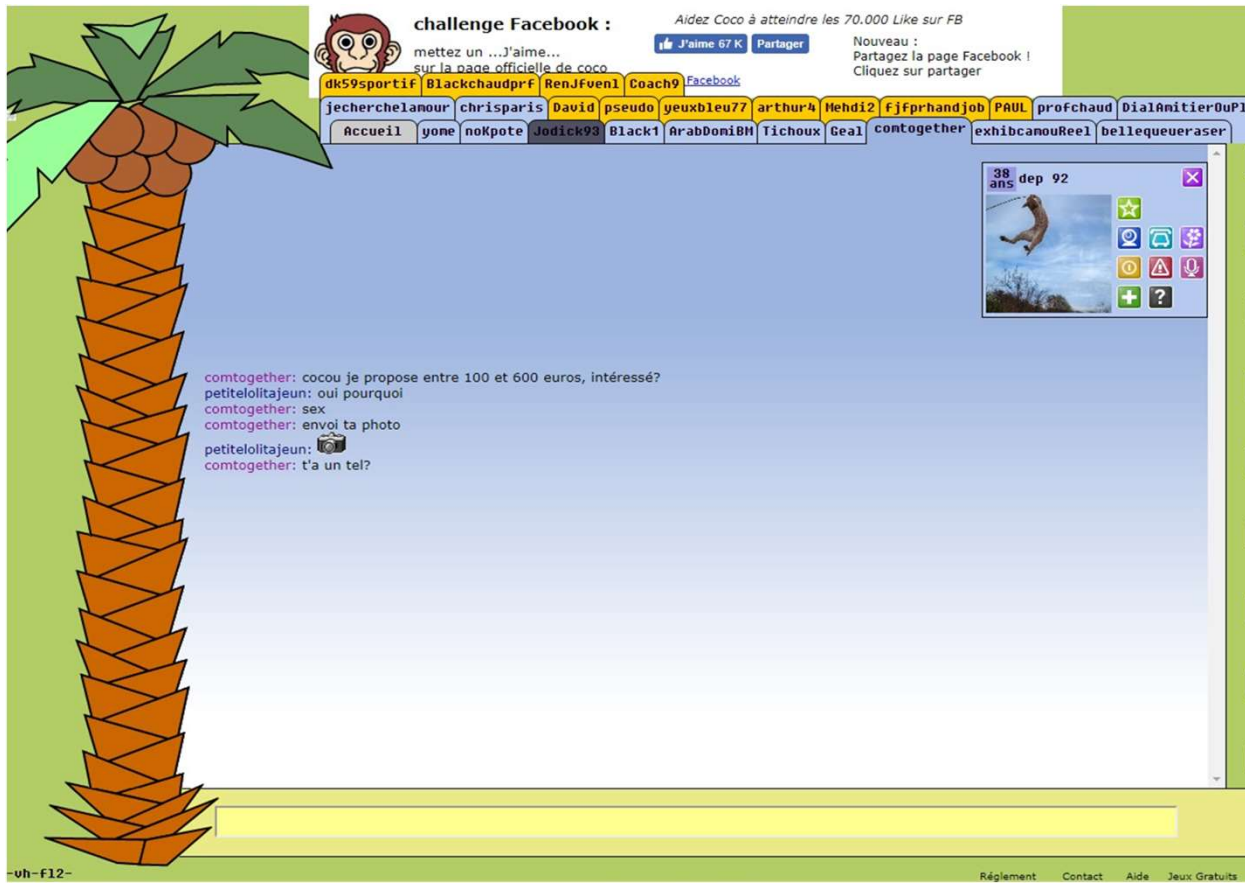 challenge Facebook :
mettez un ...J'aime...
sur la page officielle de coco
Aidez Coco à atteindre les 70.000 Like sur FB
J'aime 67 K Partager
Nouveau :
Partagez la page Facebook !
Cliquez sur partager
Facebook
dk59sportif Blackchaudprf RenJfvenl Coach9
jecherchelamour chrisparis David pseudo yeuxbleu77 arthur4 Mehdi2 fjfprhandjob PAUL profchaud
Accueil yome noKpote Jodick93 Black1 ArabDomiBM Tichoux Geal comtogether exhibcamouReel bellequeueraser
38 ans dep 92
comtogether: cocou je propose entre 100 et 600 euros, intéressé?
petitelolitajeun: oui pourquoi
comtogether: sex
comtogether: envoi ta photo
petitelolitajeun:
comtogether: t'a un tel?
-vh-fl2-
Réglement Contact Aide Jeux Gratuits